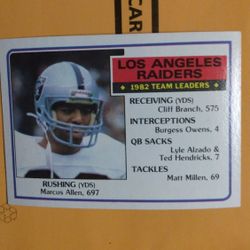 CAR
LOS ANGELES
RAIDERS
• 1982 TEAM LEADERS •
RECEIVING (YDS)
Cliff Branch, 575
INTERCEPTIONS
Burgess Owens, 4
QB SACKS
Lyle Alzado &
Ted Hendricks, 7
TACKLES
Matt Millen, 69
RUSHING (YDS)
Marcus Allen, 697